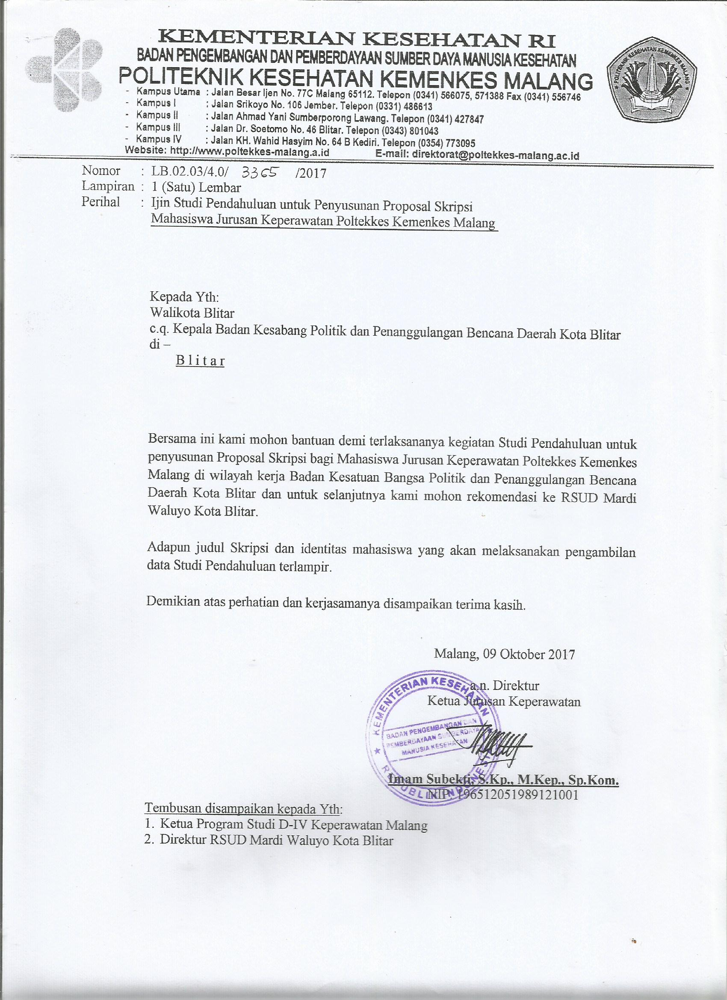 KEMENTERIAN KESEHATAN RI
BADAN PENGEMBANGAN DAN PEMBERDAYAAN SUMBER DAYA MANUSIA KESEHATAN
POLITEKNIK KESEHATAN KEMENKES MALANG
- Kampus Utama : Jalan Besar Ijen No. 77C Malang 65112. Telepon (0341) 566075, 571388 Fax (0341) 556746
- Kampus I : Jalan Srikoyo No. 106 Jember. Telepon (0331) 486613
- Kampus II : Jalan Ahmad Yani Sumberporong Lawang. Telepon (0341) 427847
- Kampus III : Jalan Dr. Soetomo No. 46 Blitar. Telepon (0343) 801043
- Kampus IV : Jalan KH. Wahid Hasyim No. 64 B Kediri. Telepon (0354) 773095
Website: http://www.poltekkes-malang.a.id E-mail: direktorat@poltekkes-malang.ac.id
POLITEKNIK KESEHATAN KEMENKES MALANG
Nomor : LB.02.03/4.0/ 3365 /2017
Lampiran : 1 (Satu) Lembar
Perihal : Ijin Studi Pendahuluan untuk Penyusunan Proposal Skripsi
Mahasiswa Jurusan Keperawatan Poltekkes Kemenkes Malang
Kepada Yth:
Walikota Blitar
c.q. Kepala Badan Kesabang Politik dan Penanggulangan Bencana Daerah Kota Blitar
di –
B l i t a r
Bersama ini kami mohon bantuan demi terlaksananya kegiatan Studi Pendahuluan untuk
penyusunan Proposal Skripsi bagi Mahasiswa Jurusan Keperawatan Poltekkes Kemenkes
Malang di wilayah kerja Badan Kesatuan Bangsa Politik dan Penanggulangan Bencana
Daerah Kota Blitar dan untuk selanjutnya kami mohon rekomendasi ke RSUD Mardi
Waluyo Kota Blitar.
Adapun judul Skripsi dan identitas mahasiswa yang akan melaksanakan pengambilan
data Studi Pendahuluan terlampir.
Demikian atas perhatian dan kerjasamanya disampaikan terima kasih.
Malang, 09 Oktober 2017
a.n. Direktur
Ketua Jurusan Keperawatan
KEMENTERIAN KESEHATAN
BADAN PENGEMBANGAN DAN
PEMBERDAYAAN SUMBERDAYA
MANUSIA KESEHATAN
REPUBLIK INDONESIA
Imam Subekti, S.Kp., M.Kep., Sp.Kom.
NIP. 196512051989121001
Tembusan disampaikan kepada Yth:
1. Ketua Program Studi D-IV Keperawatan Malang
2. Direktur RSUD Mardi Waluyo Kota Blitar